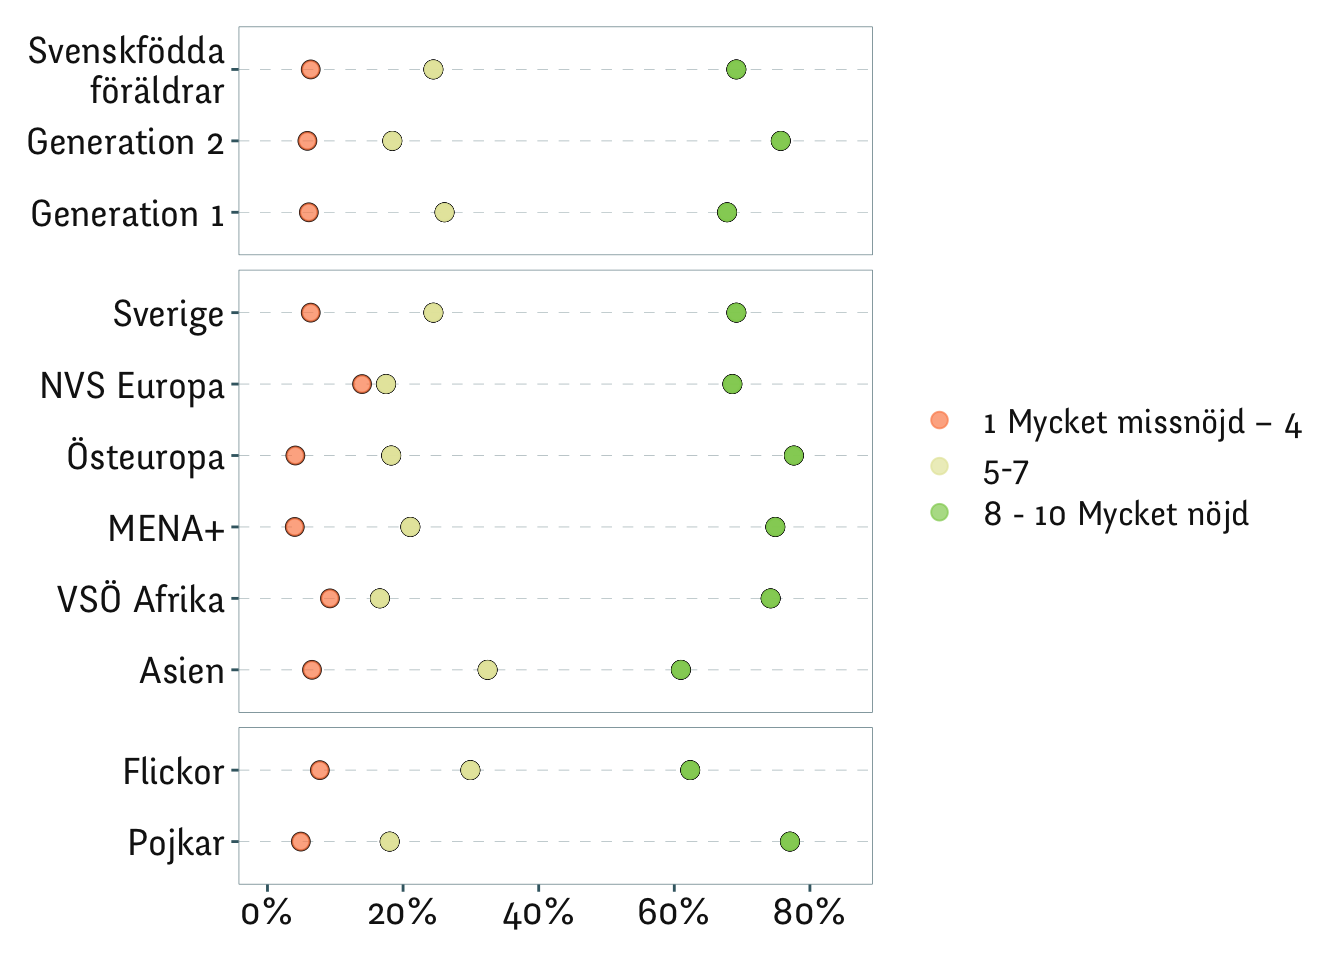 Svenskfödda
föräldrar
Generation 2
Generation 1
Sverige
NVS Europa
Östeuropa
MENA+
VSÖ Afrika
Asien
Flickor
Pojkar
0% 20% 40% 60% 80%
1 Mycket missnöjd – 4
5-7
8 - 10 Mycket nöjd